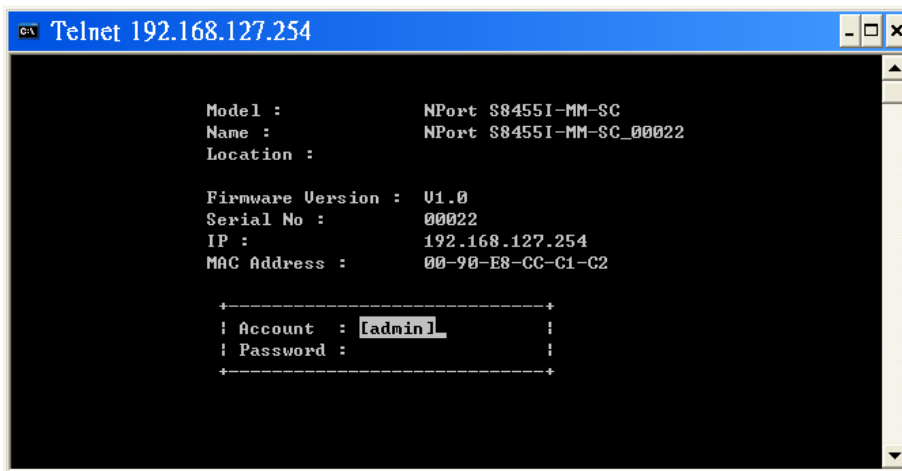 Telnet 192.168.127.254
Model : NPort S8455I-MM-SC
Name : NPort S8455I-MM-SC_00022
Location :
Firmware Version : V1.0
Serial No : 00022
IP : 192.168.127.254
MAC Address : 00-90-E8-CC-C1-C2
Account : [admin]_
Password :